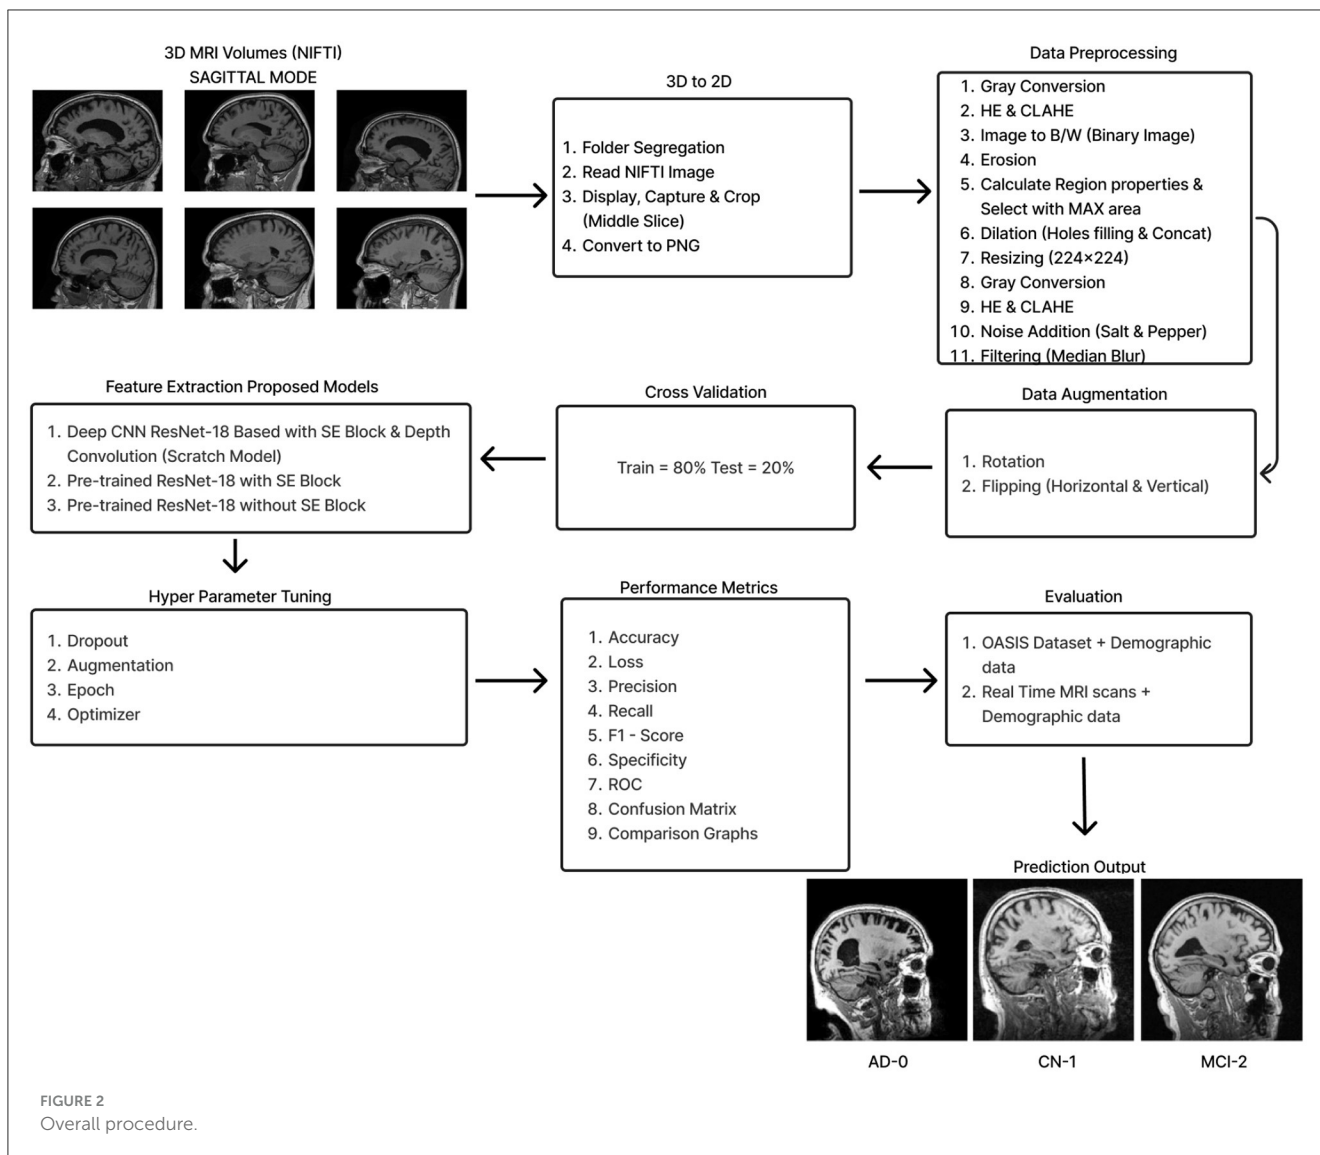 3D MRI Volumes (NIFTI)
SAGITTAL MODE
3D to 2D
1. Folder Segregation
2. Read NIFTI Image
3. Display, Capture & Crop
(Middle Slice)
4. Convert to PNG
Data Preprocessing
1. Gray Conversion
2. HE & CLAHE
3. Image to B/W (Binary Image)
4. Erosion
5. Calculate Region properties &
Select with MAX area
6. Dilation (Holes filling & Concat)
7. Resizing (224×224)
8. Gray Conversion
9. HE & CLAHE
10. Noise Addition (Salt & Pepper)
11. Filtering (Median Blur)
Data Augmentation
1. Rotation
2. Flipping (Horizontal & Vertical)
Cross Validation
Train = 80% Test = 20%
Feature Extraction Proposed Models
1. Deep CNN ResNet-18 Based with SE Block & Depth
Convolution (Scratch Model)
2. Pre-trained ResNet-18 with SE Block
3. Pre-trained ResNet-18 without SE Block
Hyper Parameter Tuning
1. Dropout
2. Augmentation
3. Epoch
4. Optimizer
Performance Metrics
1. Accuracy
2. Loss
3. Precision
4. Recall
5. F1 - Score
6. Specificity
7. ROC
8. Confusion Matrix
9. Comparison Graphs
Evaluation
1. OASIS Dataset + Demographic
data
2. Real Time MRI scans +
Demographic data
Prediction Output
AD-0
CN-1
MCI-2
FIGURE 2
Overall procedure.